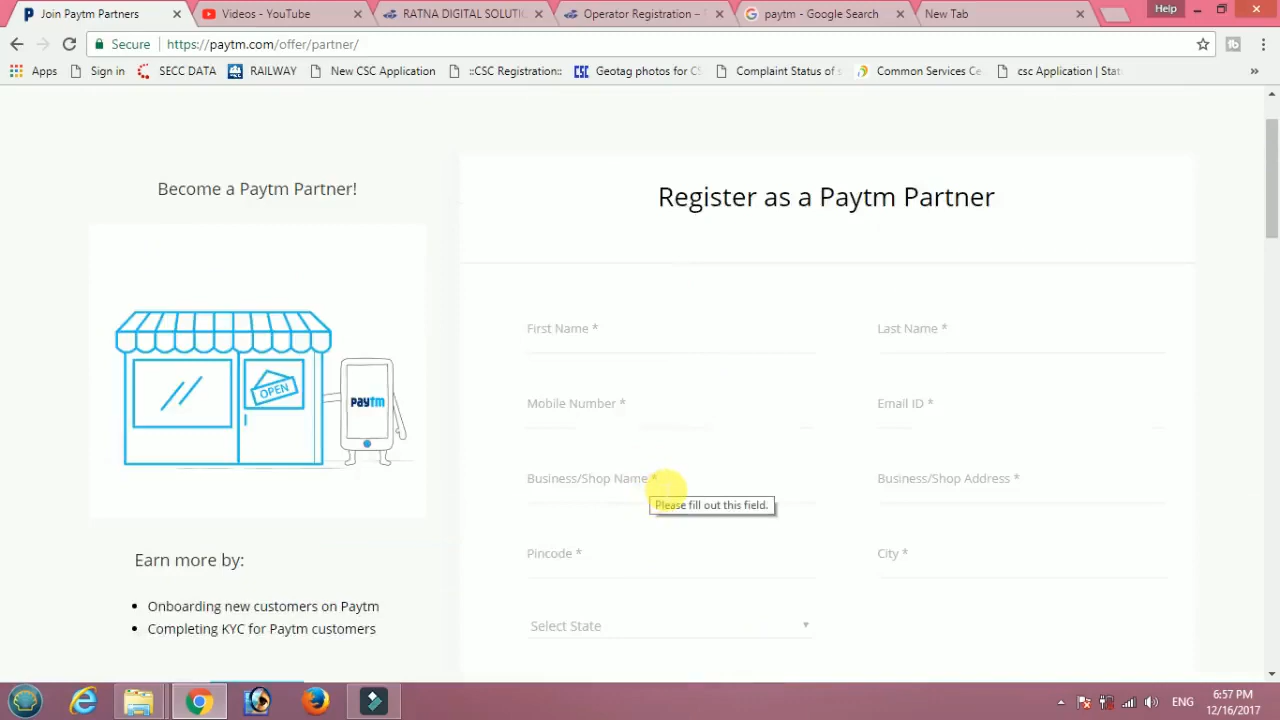 Join Paytm Partners
Videos - YouTube
RATNA DIGITAL SOLUTI
Operator Registration –
paytm - Google Search
New Tab
Help
Secure
https://paytm.com/offer/partner/
Apps
Sign in
SECC DATA
RAILWAY
New CSC Application
::CSC Registration::
Geotag photos for CS
Complaint Status of s
Common Services Ce
csc Application | Stat
Become a Paytm Partner!
Register as a Paytm Partner
First Name *
Last Name *
Mobile Number *
Email ID *
OPEN
paytm
Business/Shop Name *
Business/Shop Address *
Please fill out this field.
Pincode *
City *
Earn more by:
Onboarding new customers on Paytm
Completing KYC for Paytm customers
Select State
ENG
6:57 PM
12/16/2017